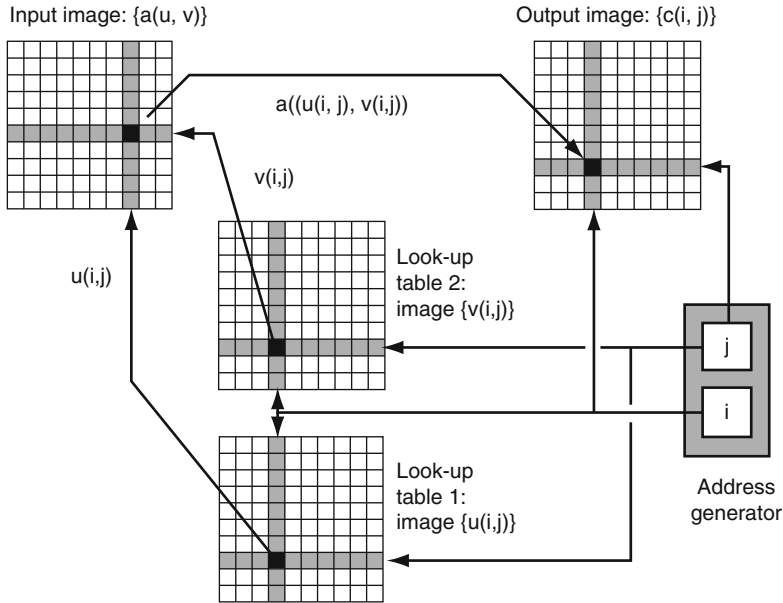 Input image: {a(u, v)}
Output image: {c(i, j)}
a((u(i, j), v(i,j))
v(i,j)
u(i,j)
Look-up
table 2:
image {v(i,j)}
j
i
Look-up
table 1:
image {u(i,j)}
Address
generator